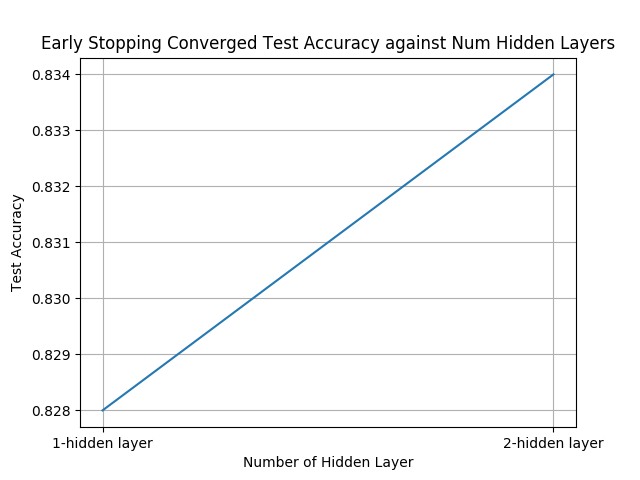 Early Stopping Converged Test Accuracy against Num Hidden Layers
0.834
0.833
0.832
0.831
0.830
0.829
0.828
Test Accuracy
1-hidden layer
2-hidden layer
Number of Hidden Layer